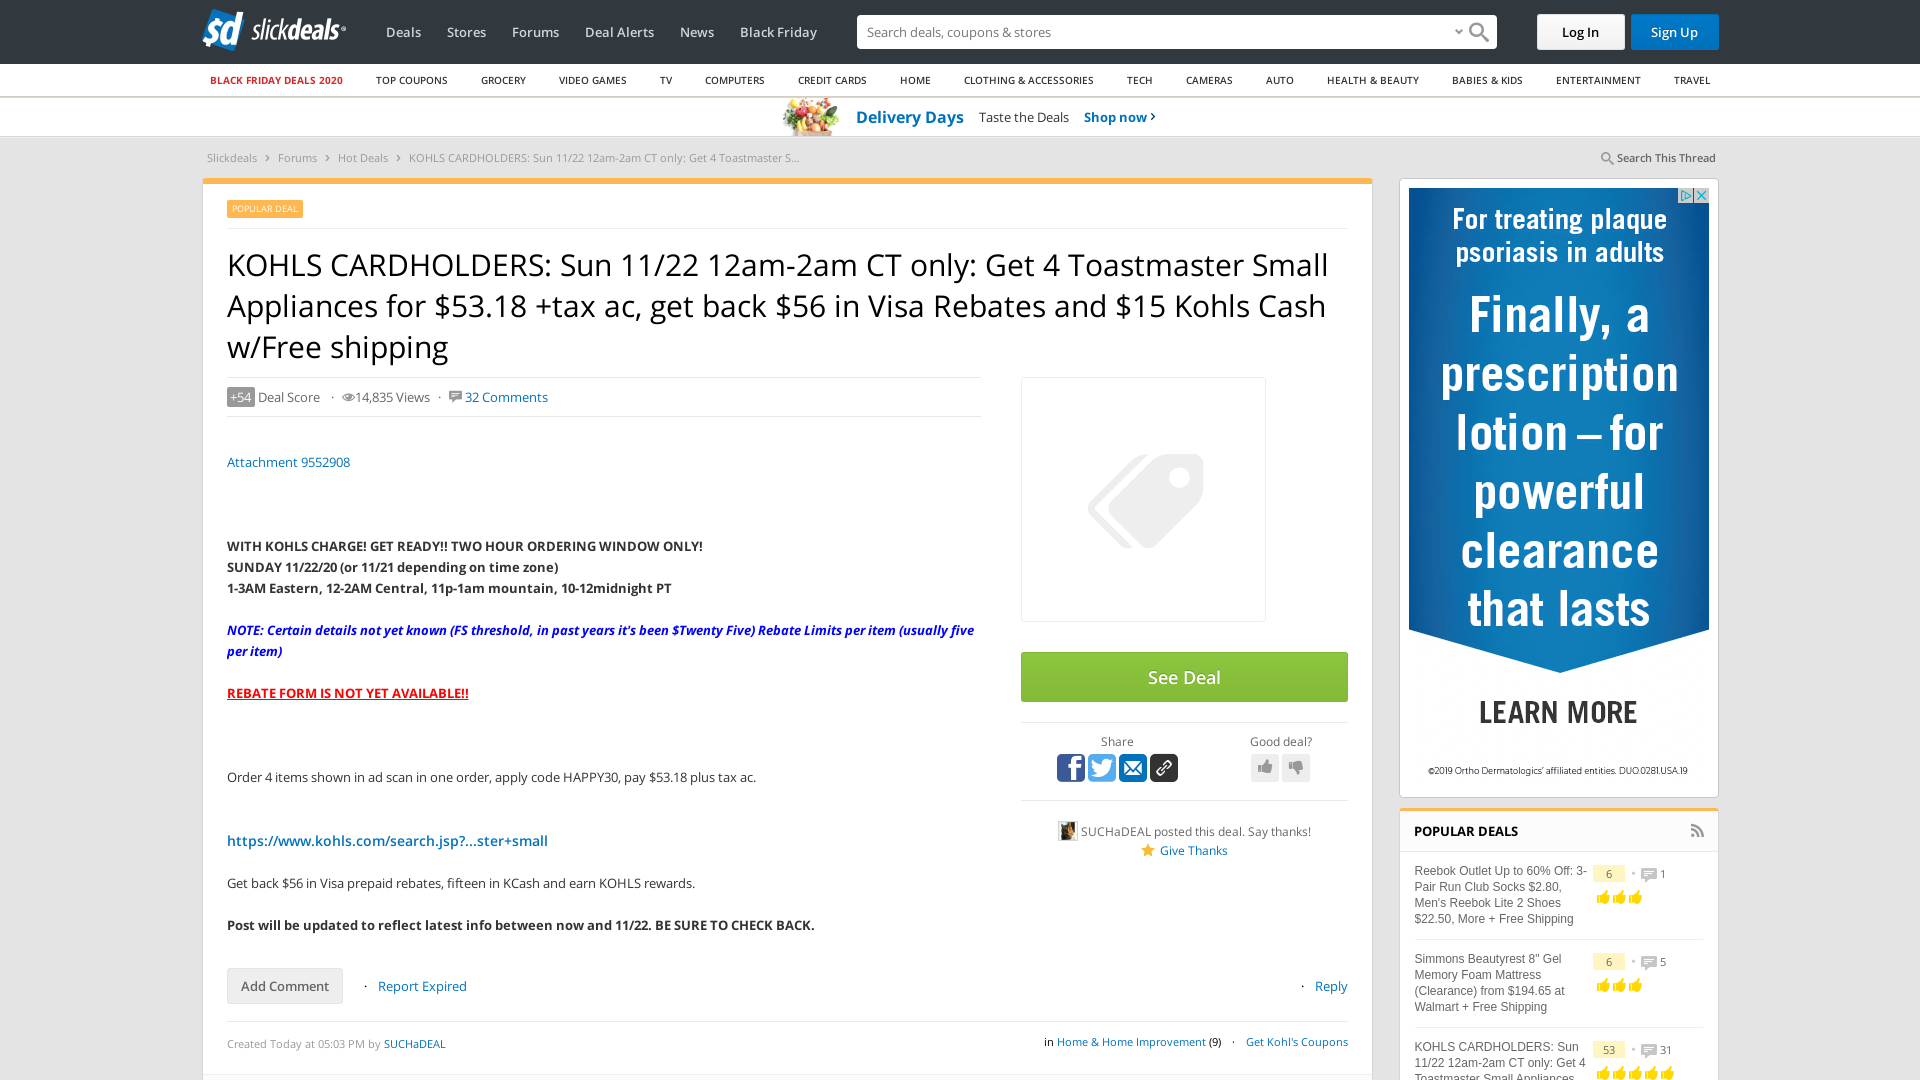 slickdeals
Deals
Stores
Forums
Deal Alerts
News
Black Friday
Search deals, coupons & stores
Log In
Sign Up
BLACK FRIDAY DEALS 2020
TOP COUPONS
GROCERY
VIDEO GAMES
TV
COMPUTERS
CREDIT CARDS
HOME
CLOTHING & ACCESSORIES
TECH
CAMERAS
AUTO
HEALTH & BEAUTY
BABIES & KIDS
ENTERTAINMENT
TRAVEL
Delivery Days Taste the Deals Shop now ›
Slickdeals › Forums › Hot Deals › KOHLS CARDHOLDERS: Sun 11/22 12am-2am CT only: Get 4 Toastmaster S...
Search This Thread
POPULAR DEAL
KOHLS CARDHOLDERS: Sun 11/22 12am-2am CT only: Get 4 Toastmaster Small
Appliances for $53.18 +tax ac, get back $56 in Visa Rebates and $15 Kohls Cash
w/Free shipping
+54 Deal Score · 14,835 Views · 32 Comments
Attachment 9552908
WITH KOHLS CHARGE! GET READY!! TWO HOUR ORDERING WINDOW ONLY!
SUNDAY 11/22/20 (or 11/21 depending on time zone)
1-3AM Eastern, 12-2AM Central, 11p-1am mountain, 10-12midnight PT
NOTE: Certain details not yet known (FS threshold, in past years it's been $Twenty Five) Rebate Limits per item (usually five
per item)
REBATE FORM IS NOT YET AVAILABLE!!
Order 4 items shown in ad scan in one order, apply code HAPPY30, pay $53.18 plus tax ac.
https://www.kohls.com/search.jsp?...ster+small
Get back $56 in Visa prepaid rebates, fifteen in KCash and earn KOHLS rewards.
Post will be updated to reflect latest info between now and 11/22. BE SURE TO CHECK BACK.
Add Comment · Report Expired
· Reply
Created Today at 05:03 PM by SUCHaDEAL
in Home & Home Improvement (9) · Get Kohl's Coupons
See Deal
Share
Good deal?
SUCHaDEAL posted this deal. Say thanks!
Give Thanks
For treating plaque
psoriasis in adults
Finally, a
prescription
lotion – for
powerful
clearance
that lasts
LEARN MORE
©2019 Ortho Dermatologics' affiliated entities. DUO.0281.USA.19
POPULAR DEALS
Reebok Outlet Up to 60% Off: 3-
Pair Run Club Socks $2.80,
Men's Reebok Lite 2 Shoes
$22.50, More + Free Shipping
6 • 1
Simmons Beautyrest 8" Gel
Memory Foam Mattress
(Clearance) from $194.65 at
Walmart + Free Shipping
6 • 5
KOHLS CARDHOLDERS: Sun
11/22 12am-2am CT only: Get 4
Toastmaster Small Appliances
53 • 31